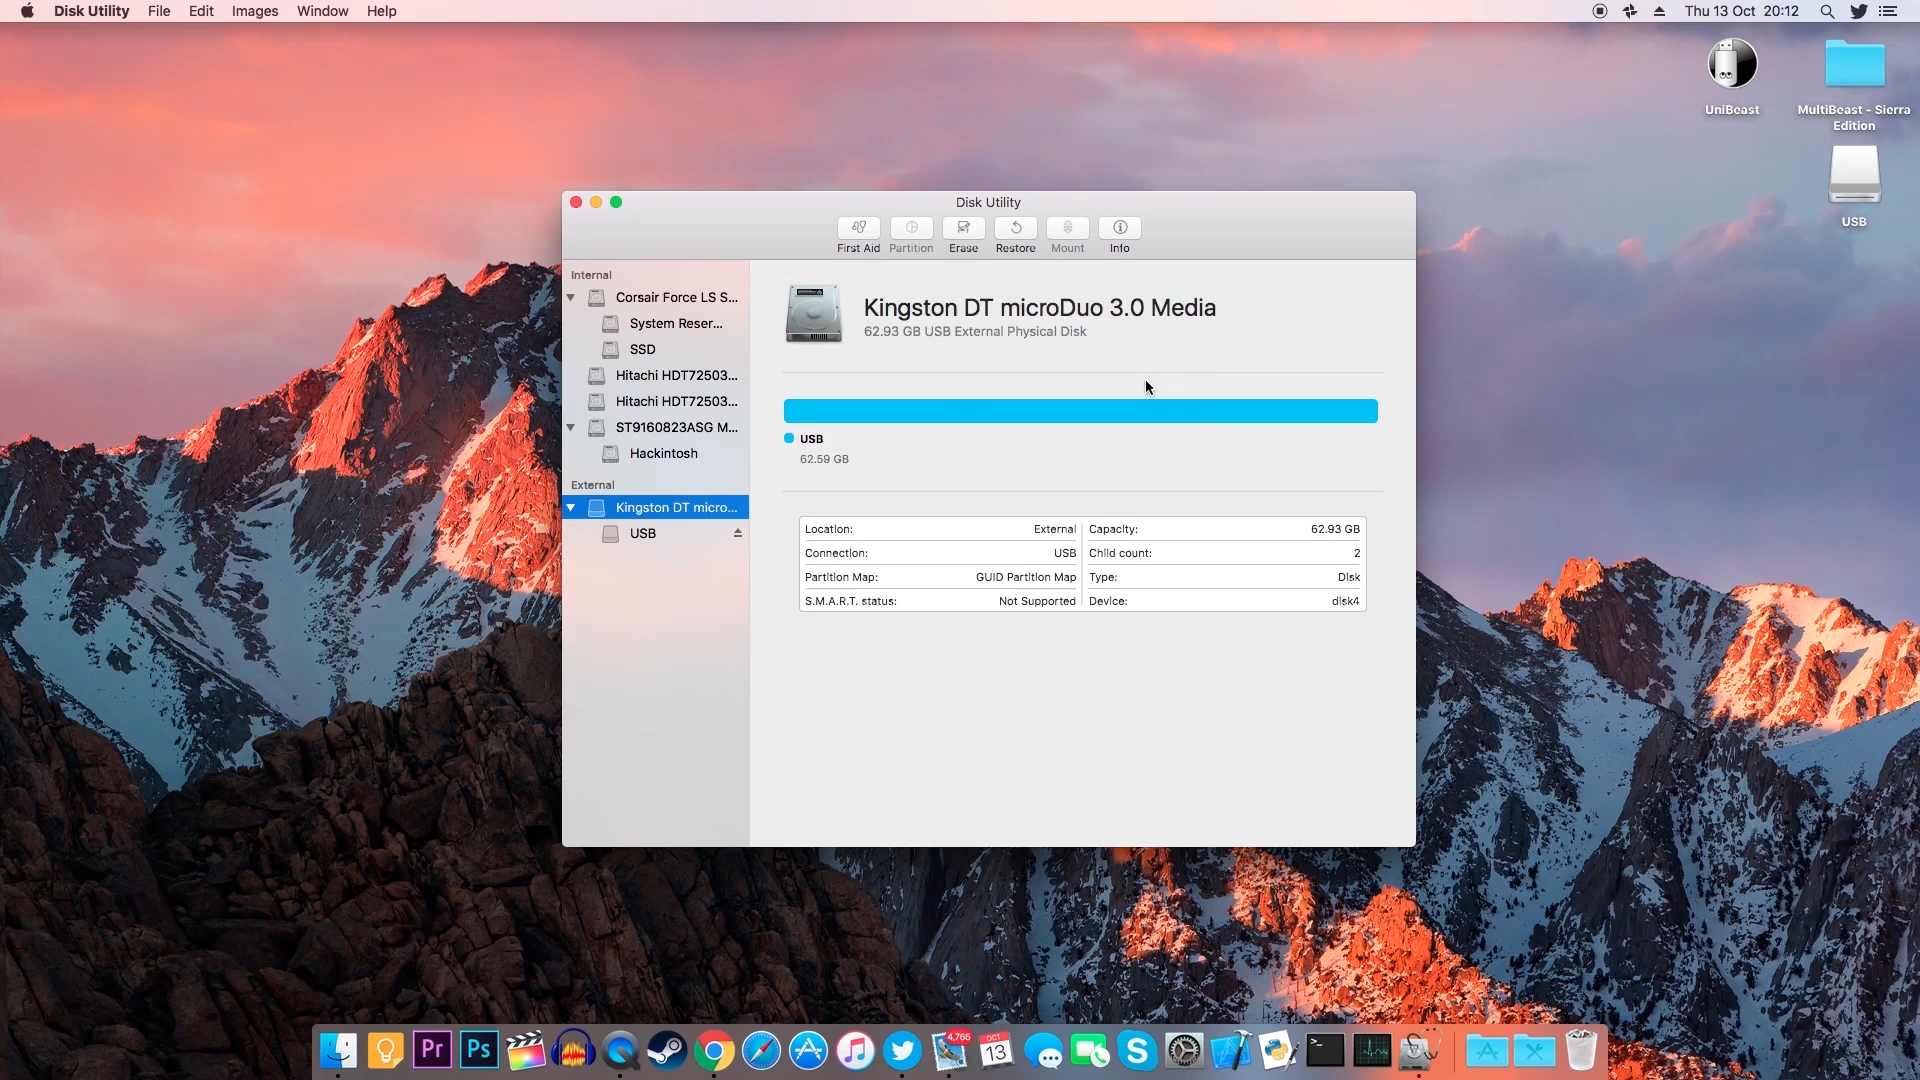 Disk Utility File Edit Images Window Help
Thu 13 Oct 20:12
UniBeast
MultiBeast - Sierra
Edition
USB
Disk Utility
First Aid Partition Erase Restore Mount Info
Internal
Corsair Force LS S...
System Reser...
SSD
Hitachi HDT72503...
Hitachi HDT72503...
ST9160823ASG M...
Hackintosh
External
Kingston DT micro...
USB
Kingston DT microDuo 3.0 Media
62.93 GB USB External Physical Disk
USB
62.59 GB
Location: External Capacity: 62.93 GB
Connection: USB Child count: 2
Partition Map: GUID Partition Map Type: Disk
S.M.A.R.T. status: Not Supported Device: disk4
Pr
Ps
4,765
OCT
13